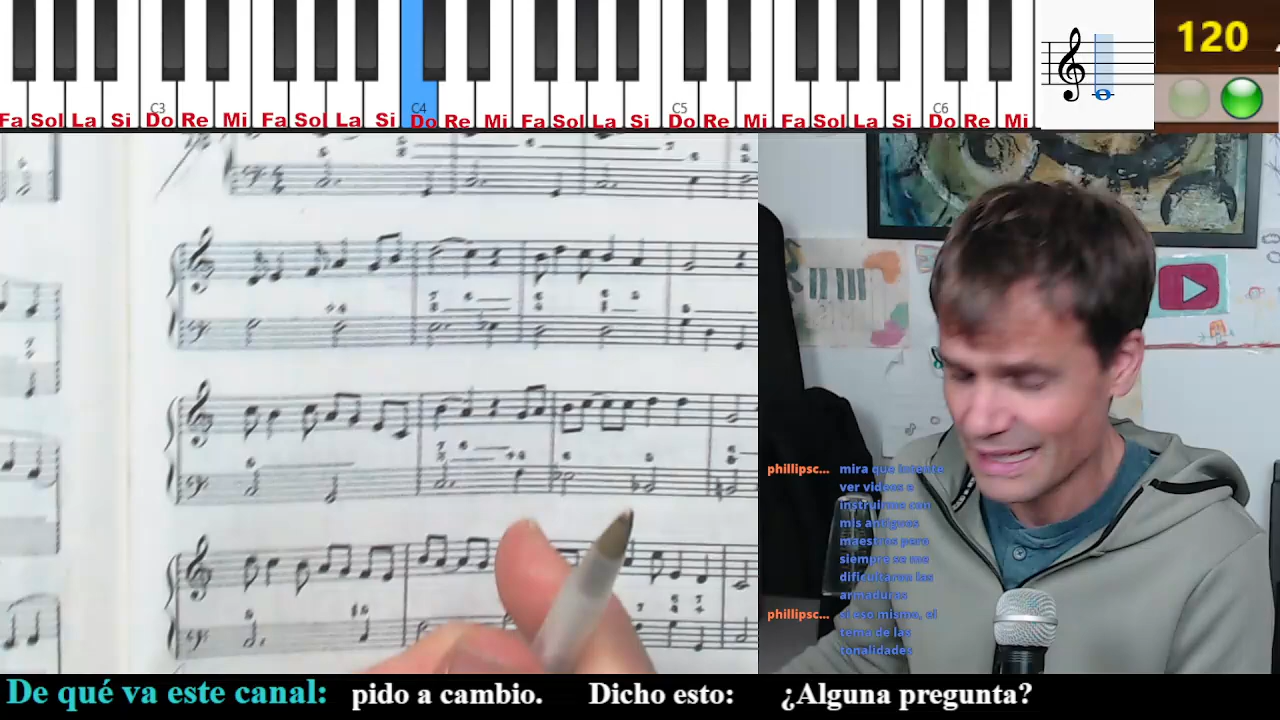 120
C3 C4 C5 C6
Fa Sol La Si Do Re Mi Fa Sol La Si Do Re Mi Fa Sol La Si Do Re Mi Fa Sol La Si Do Re Mi
phillipsc... mira que intente
ver videos e
instruirme con
mis antiguos
maestros pero
siempre se me
dificultaron las
armaduras
phillipsc... si eso mismo, el
tema de las
tonalidades
De qué va este canal: pido a cambio. Dicho esto: ¿Alguna pregunta?